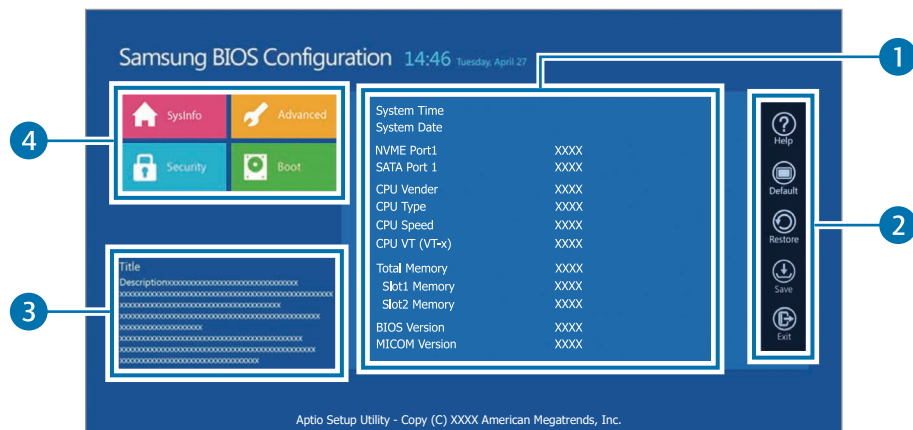 Samsung BIOS Configuration 14:46 Tuesday, April 27
1
4
SysInfo Advanced
Security Boot
System Time
System Date
NVME Port1 XXXX
SATA Port 1 XXXX
CPU Vender XXXX
CPU Type XXXX
CPU Speed XXXX
CPU VT (VT-x) XXXX
Total Memory XXXX
Slot1 Memory XXXX
Slot2 Memory XXXX
BIOS Version XXXX
MICOM Version XXXX
Help
Default
Restore
Save
Exit
2
3
Title
Descriptionxxxxxxxxxxxxxxxxxxxxxxxxxxxxxx
Aptio Setup Utility - Copy (C) XXXX American Megatrends, Inc.